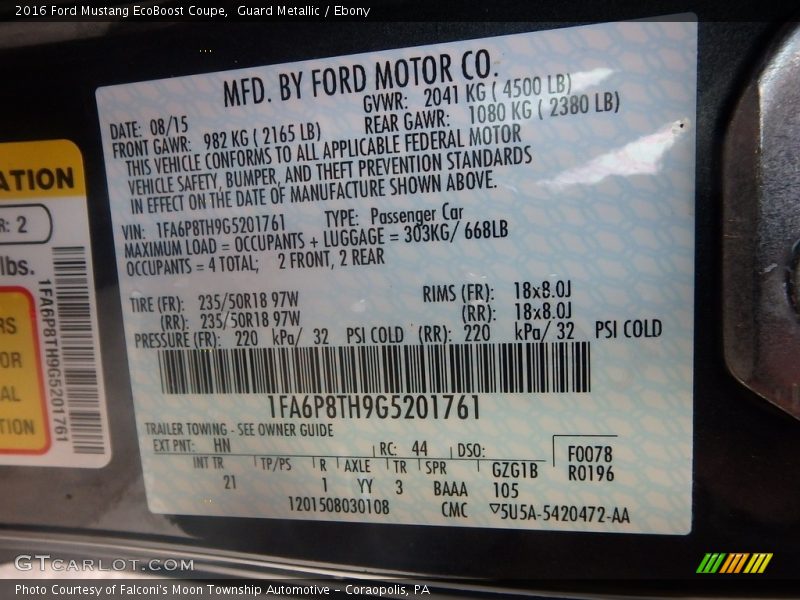 2016 Ford Mustang EcoBoost Coupe,  Guard Metallic / Ebony
MFD. BY FORD MOTOR CO.
DATE: 08/15 GVWR: 2041 KG ( 4500 LB)
FRONT GAWR: 982 KG ( 2165 LB) REAR GAWR: 1080 KG ( 2380 LB)
THIS VEHICLE CONFORMS TO ALL APPLICABLE FEDERAL MOTOR
VEHICLE SAFETY, BUMPER, AND THEFT PREVENTION STANDARDS
IN EFFECT ON THE DATE OF MANUFACTURE SHOWN ABOVE.
VIN: 1FA6P8TH9G5201761 TYPE: Passenger Car
MAXIMUM LOAD = OCCUPANTS + LUGGAGE = 303KG/ 668LB
OCCUPANTS = 4 TOTAL; 2 FRONT, 2 REAR
TIRE (FR): 235/50R18 97W RIMS (FR): 18x8.0J
(RR): 235/50R18 97W (RR): 18x8.0J
PRESSURE (FR): 220 kPa/ 32 PSI COLD (RR): 220 kPa/ 32 PSI COLD
1FA6P8TH9G5201761
TRAILER TOWING - SEE OWNER GUIDE
EXT PNT: HN RC: 44 DSO: F0078
R0196
INT TR TP/PS R AXLE TR SPR GZG1B
21 1 YY 3 BAAA 105
1201508030108 CMC ▽5U5A-5420472-AA
ATION
R: 2
lbs.
RS
OR
AL
TION
1FA6P8TH9G5201761
GTCarLot.com
Photo Courtesy of Falconi's Moon Township Automotive – Coraopolis, PA